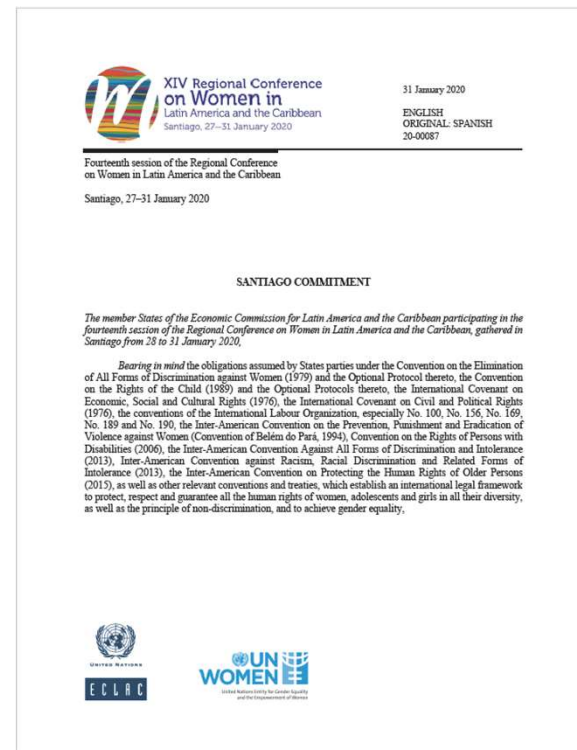 XIV Regional Conference
on Women in
Latin America and the Caribbean
Santiago, 27–31 January 2020
31 January 2020
ENGLISH
ORIGINAL: SPANISH
20-00087
Fourteenth session of the Regional Conference
on Women in Latin America and the Caribbean
Santiago, 27–31 January 2020
SANTIAGO COMMITMENT
The member States of the Economic Commission for Latin America and the Caribbean participating in the
fourteenth session of the Regional Conference on Women in Latin America and the Caribbean, gathered in
Santiago from 28 to 31 January 2020,
Bearing in mind the obligations assumed by States parties under the Convention on the Elimination
of All Forms of Discrimination against Women (1979) and the Optional Protocol thereto, the Convention
on the Rights of the Child (1989) and the Optional Protocols thereto, the International Covenant on
Economic, Social and Cultural Rights (1976), the International Covenant on Civil and Political Rights
(1976), the conventions of the International Labour Organization, especially No. 100, No. 156, No. 169,
No. 189 and No. 190, the Inter-American Convention on the Prevention, Punishment and Eradication of
Violence against Women (Convention of Belém do Pará, 1994), Convention on the Rights of Persons with
Disabilities (2006), the Inter-American Convention Against All Forms of Discrimination and Intolerance
(2013), Inter-American Convention against Racism, Racial Discrimination and Related Forms of
Intolerance (2013), the Inter-American Convention on Protecting the Human Rights of Older Persons
(2015), as well as other relevant conventions and treaties, which establish an international legal framework
to protect, respect and guarantee all the human rights of women, adolescents and girls in all their diversity,
as well as the principle of non-discrimination, and to achieve gender equality,
UNITED NATIONS
ECLAC
UN
WOMEN
United Nations Entity for Gender Equality
and the Empowerment of Women